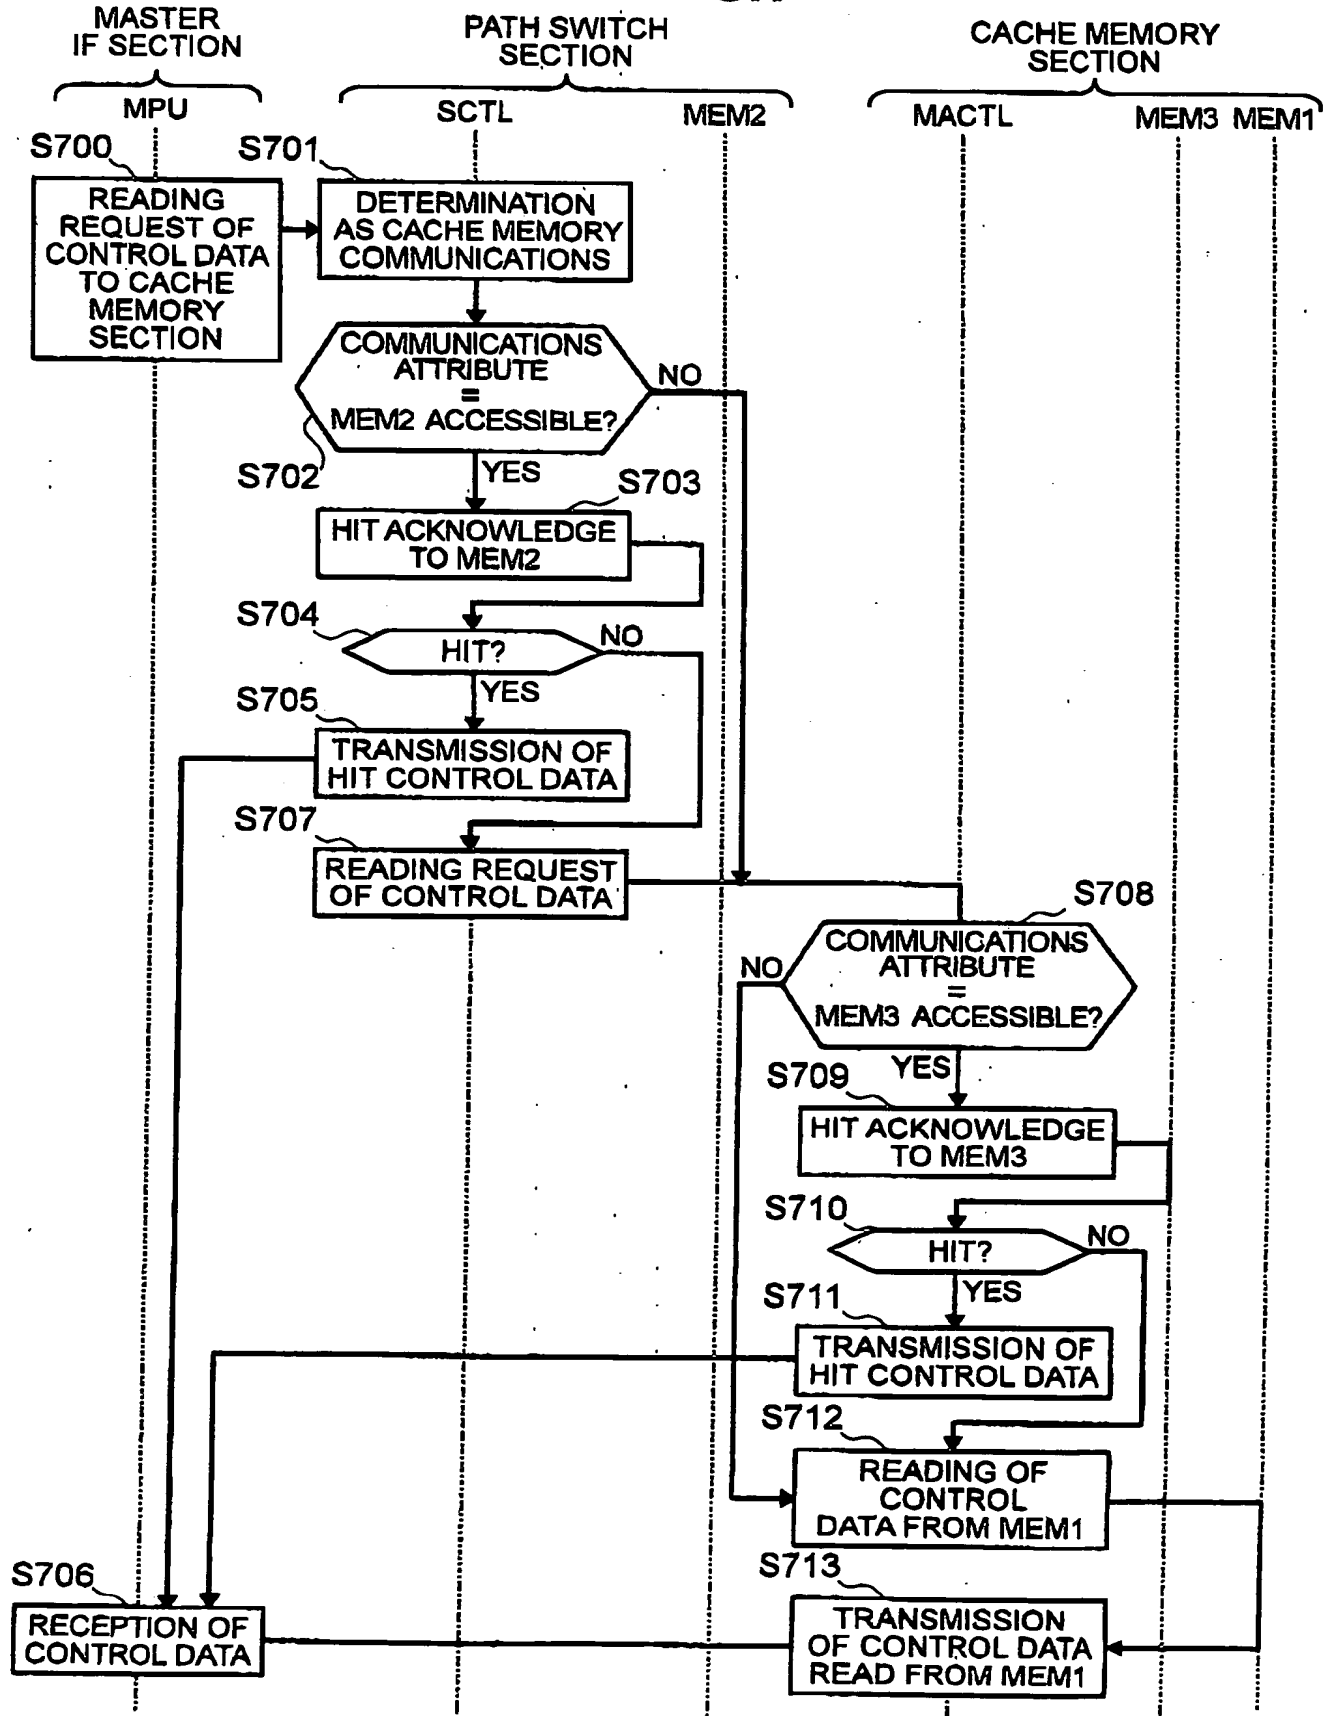 MASTER
IF SECTION
PATH SWITCH
SECTION
CACHE MEMORY
SECTION
MPU
SCTL
MEM2
MACTL
MEM3
MEM1
S700
READING
REQUEST OF
CONTROL DATA
TO CACHE
MEMORY
SECTION
S701
DETERMINATION
AS CACHE MEMORY
COMMUNICATIONS
COMMUNICATIONS
ATTRIBUTE
=
MEM2 ACCESSIBLE?
NO
S702
YES
S703
HIT ACKNOWLEDGE
TO MEM2
S704
HIT?
NO
YES
S705
TRANSMISSION OF
HIT CONTROL DATA
S707
READING REQUEST
OF CONTROL DATA
S708
COMMUNICATIONS
ATTRIBUTE
=
MEM3 ACCESSIBLE?
NO
YES
S709
HIT ACKNOWLEDGE
TO MEM3
S710
HIT?
NO
YES
S711
TRANSMISSION OF
HIT CONTROL DATA
S712
READING OF
CONTROL
DATA FROM MEM1
S706
RECEPTION OF
CONTROL DATA
S713
TRANSMISSION
OF CONTROL DATA
READ FROM MEM1